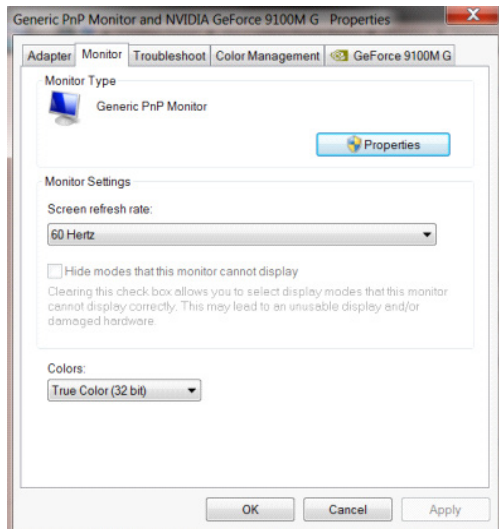 Generic PnP Monitor and NVIDIA GeForce 9100M G Properties
Adapter Monitor Troubleshoot Color Management GeForce 9100M G
Monitor Type
Generic PnP Monitor
Properties
Monitor Settings
Screen refresh rate:
60 Hertz
Hide modes that this monitor cannot display
Clearing this check box allows you to select display modes that this monitor
cannot display correctly. This may lead to an unusable display and/or
damaged hardware.
Colors:
True Color (32 bit)
OK Cancel Apply